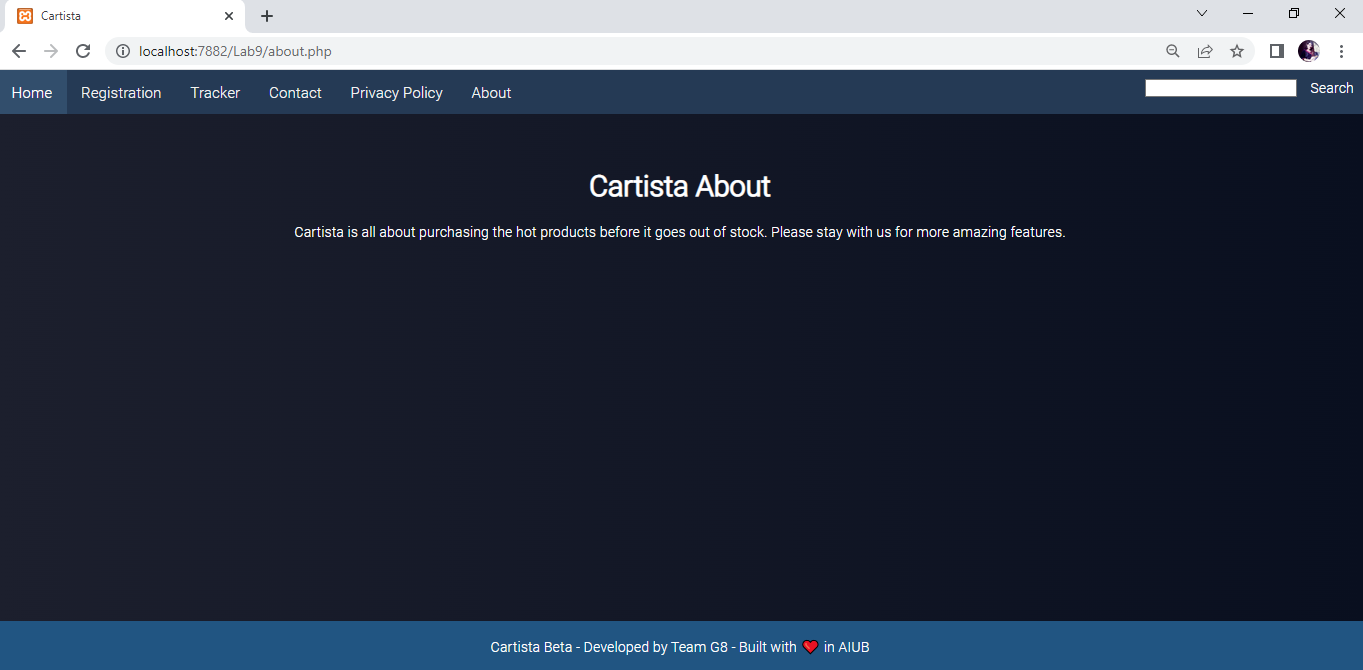 Cartista
localhost:7882/Lab9/about.php
Home Registration Tracker Contact Privacy Policy About Search
Cartista About
Cartista is all about purchasing the hot products before it goes out of stock. Please stay with us for more amazing features.
Cartista Beta - Developed by Team G8 - Built with ❤ in AIUB